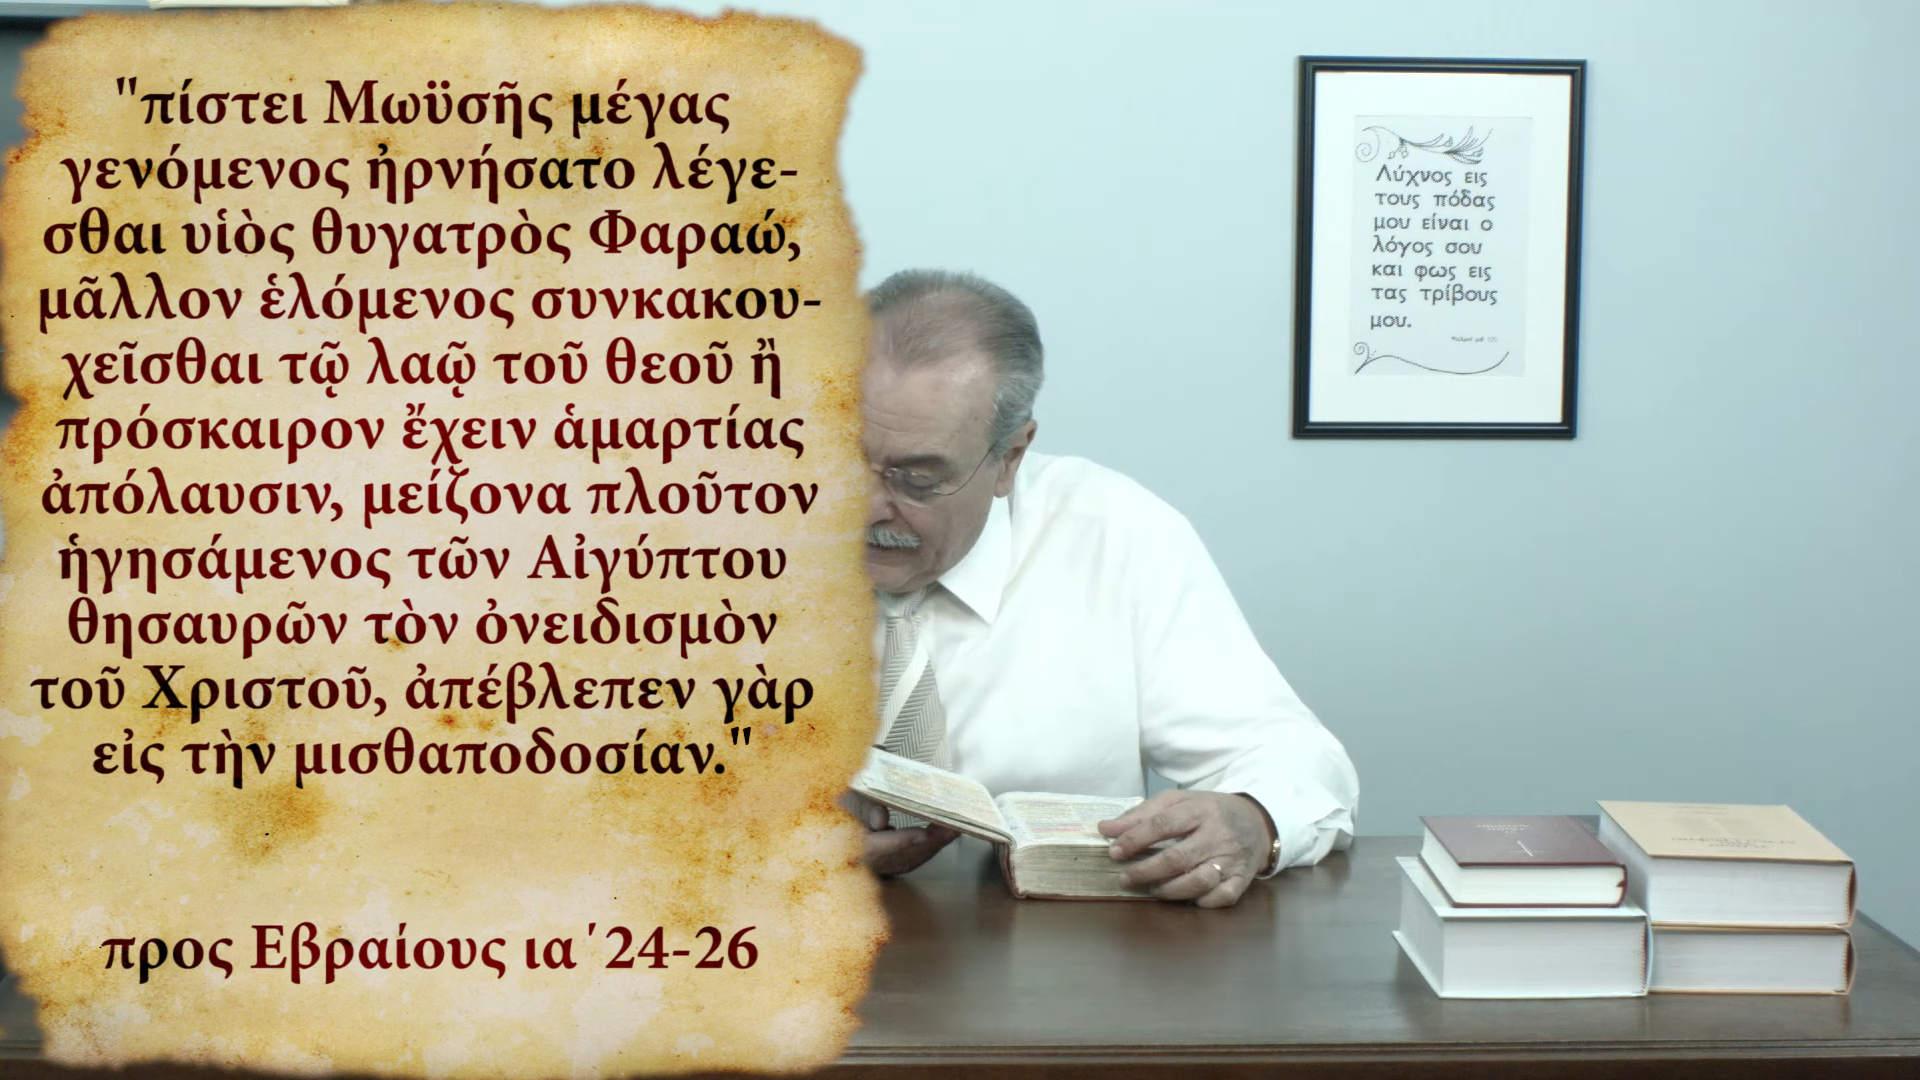 "πίστει Μωϋσῆς μέγας
γενόμενος ἠρνήσατο λέγε-
σθαι υἱὸς θυγατρὸς Φαραώ,
μᾶλλον ἑλόμενος συνκακου-
χεῖσθαι τῷ λαῷ τοῦ θεοῦ ἢ
πρόσκαιρον ἔχειν ἁμαρτίας
ἀπόλαυσιν, μείζονα πλοῦτον
ἡγησάμενος τῶν Αἰγύπτου
θησαυρῶν τὸν ὀνειδισμὸν
τοῦ Χριστοῦ, ἀπέβλεπεν γὰρ
εἰς τὴν μισθαποδοσίαν."
προς Εβραίους ια΄24-26
Λύχνος εις
τους πόδας
μου είναι ο
λόγος σου
και φως εις
τας τρίβους
μου.